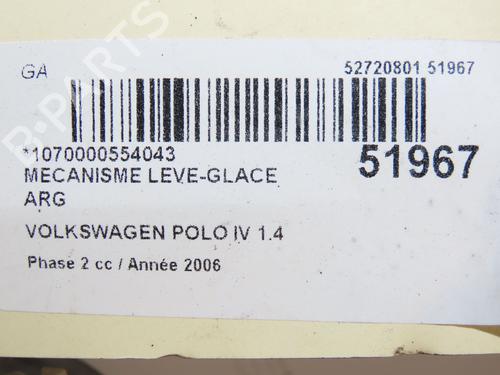 GA
52720801 51967
*1070000554043
51967
MECANISME LEVE-GLACE
ARG
VOLKSWAGEN POLO IV 1.4
Phase 2 cc / Année 2006
B-PARTS